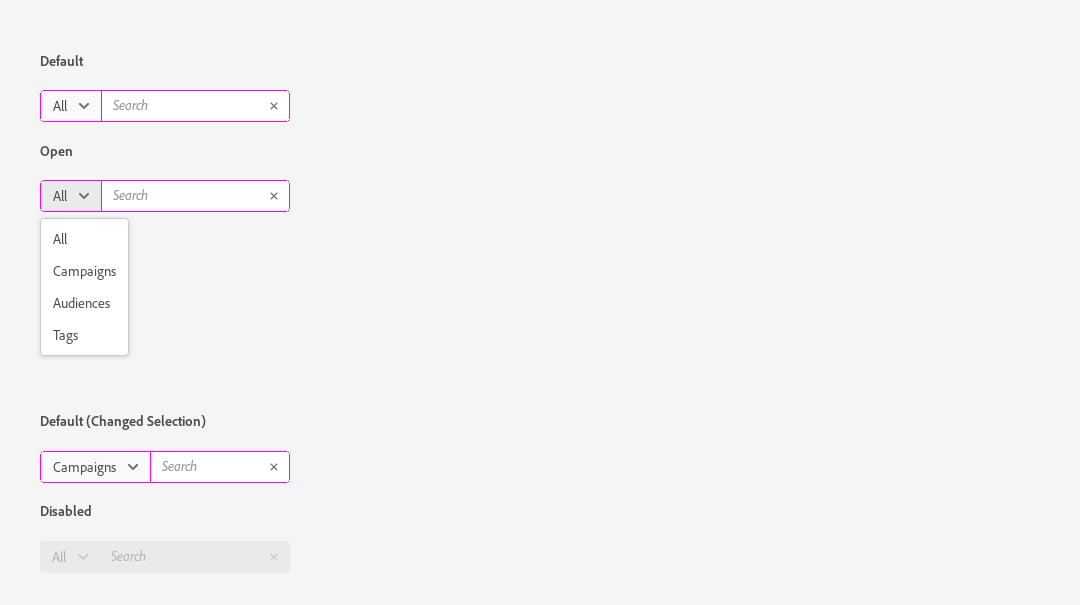 Default
All Search
Open
All Search
All
Campaigns
Audiences
Tags
Default (Changed Selection)
Campaigns Search
Disabled
All Search